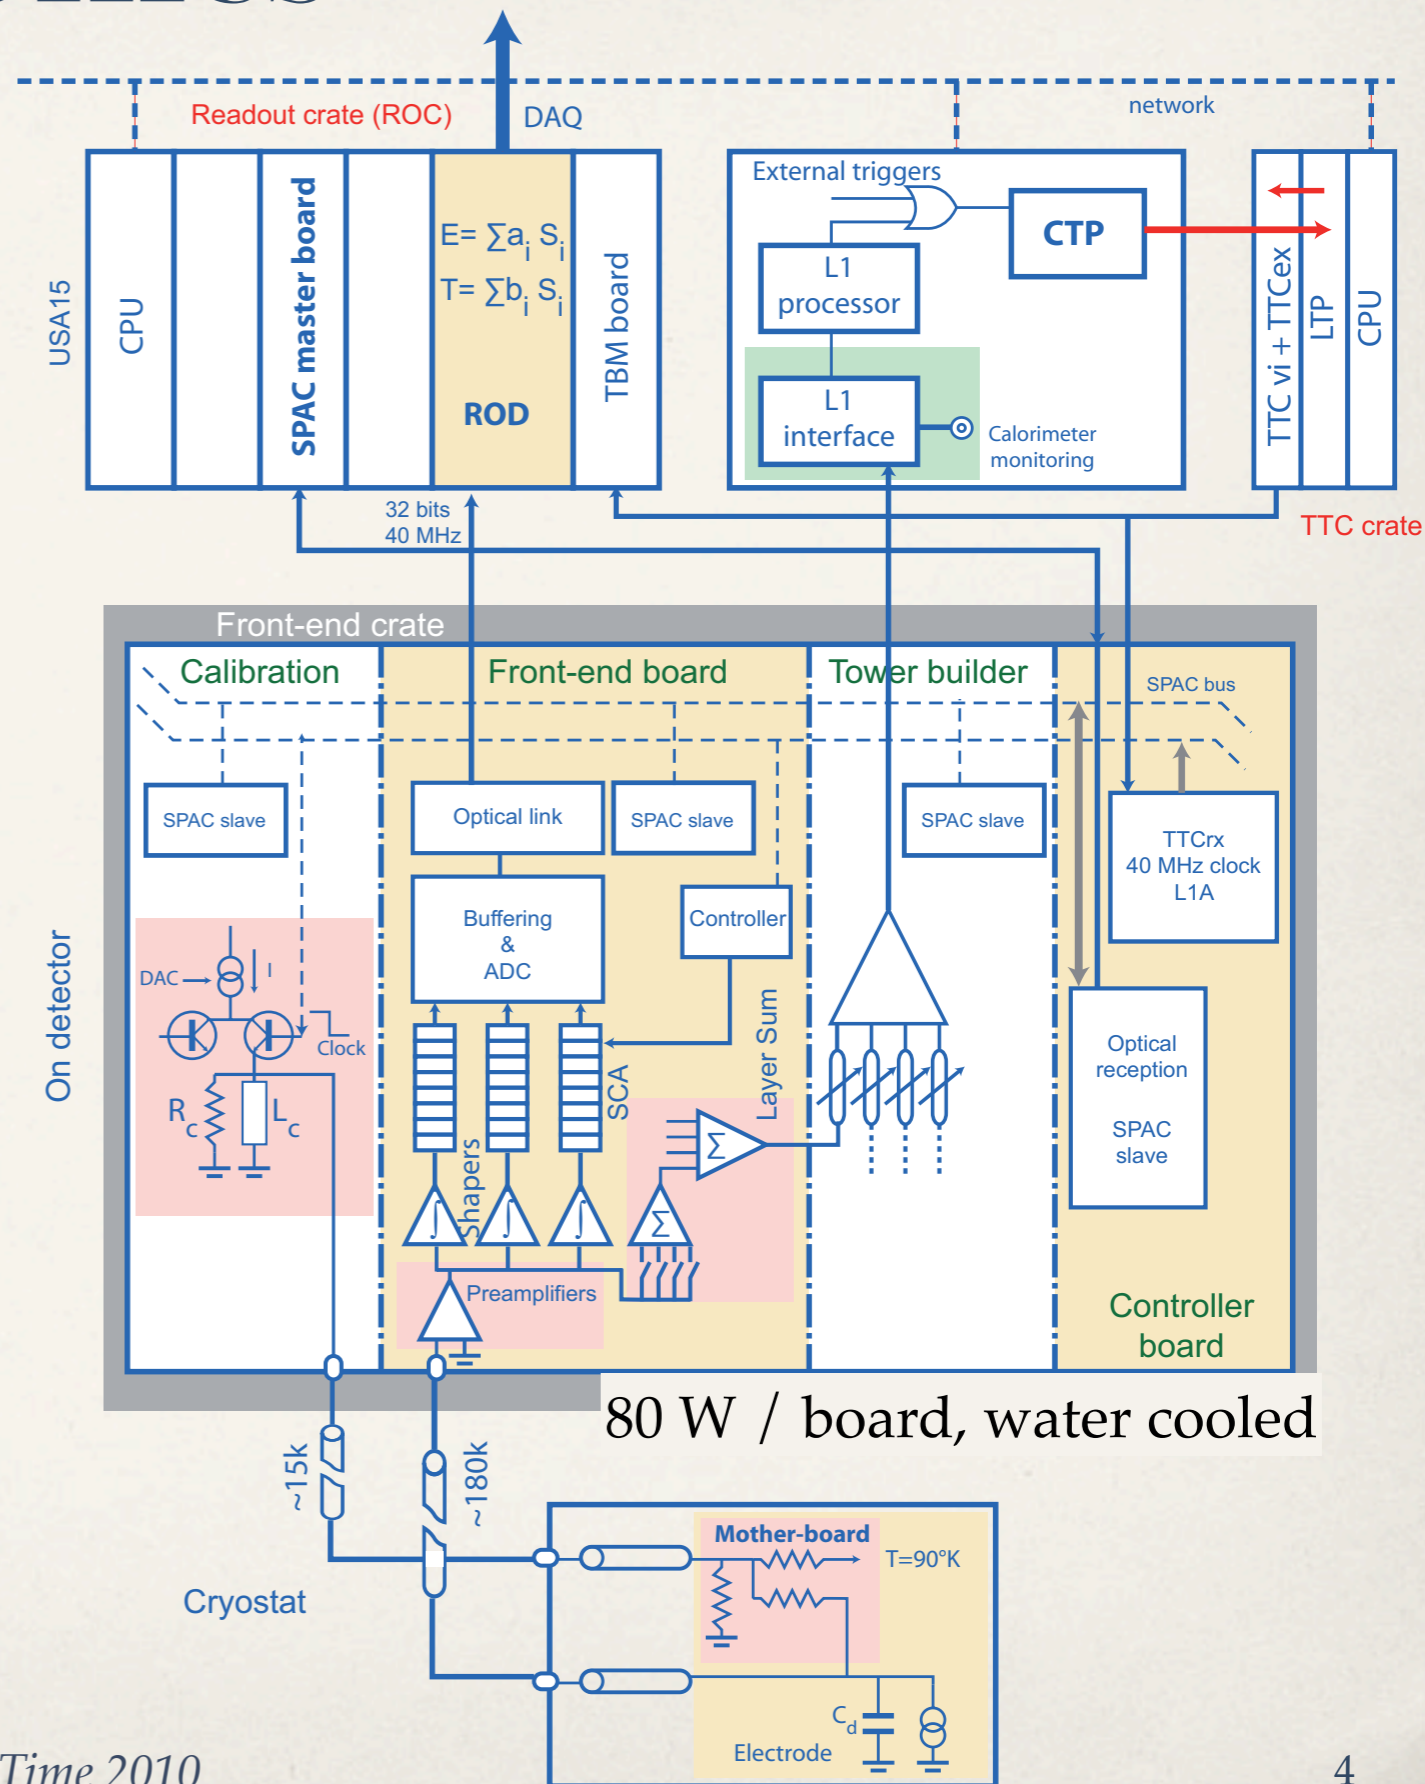 Readout crate (ROC)
DAQ
network
USA15
CPU
SPAC master board
E= ∑a_i S_i
T= ∑b_i S_i
ROD
TBM board
External triggers
CTP
L1
processor
L1
interface
Calorimeter
monitoring
TTC vi + TTCex
LTP
CPU
32 bits
40 MHz
TTC crate
Front-end crate
Calibration
Front-end board
Tower builder
SPAC bus
SPAC slave
Optical link
SPAC slave
SPAC slave
TTCrx
40 MHz clock
L1A
On detector
Buffering
&
ADC
Controller
DAC
I
Clock
R_c
L_c
SCA
Layer Sum
Optical
reception
SPAC
slave
Shapers
∫
∫
∫
∑
∑
Preamplifiers
Controller
board
80 W / board, water cooled
~15k
~180k
Mother-board
T=90°K
Cryostat
C_d
Electrode
Time 2010
4